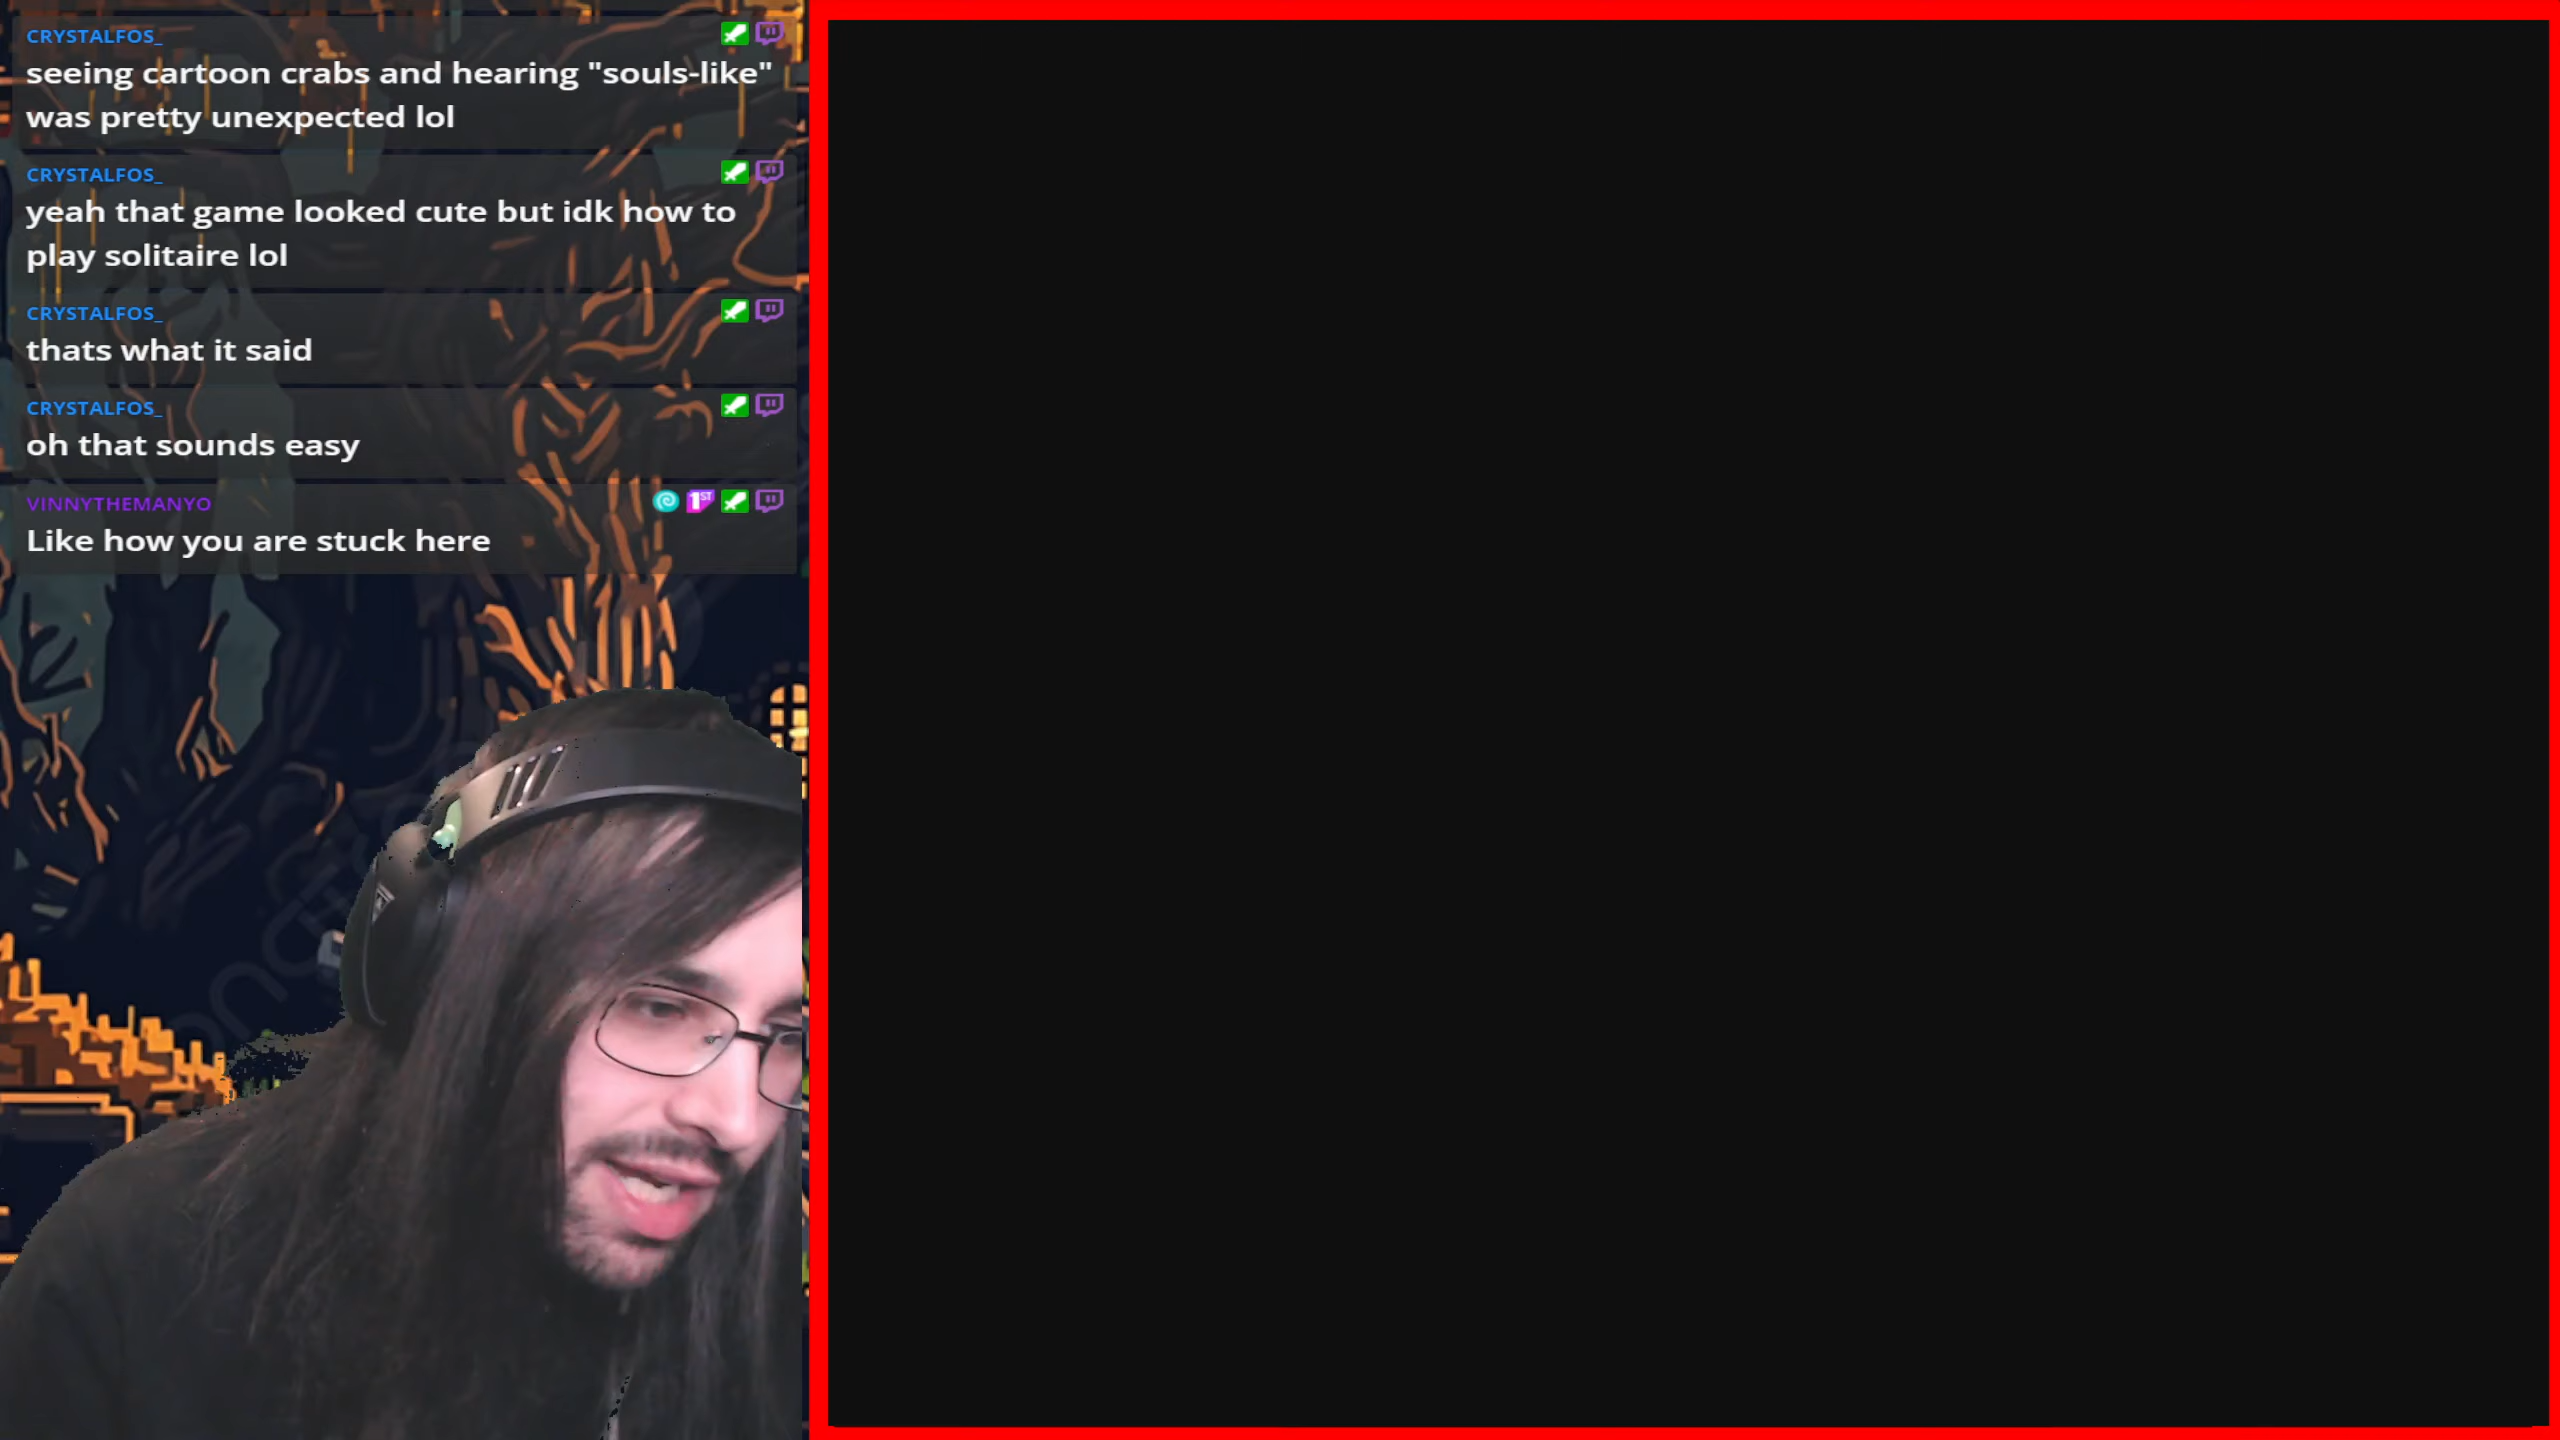 CRYSTALFOS_
seeing cartoon crabs and hearing "souls-like"
was pretty unexpected lol
CRYSTALFOS_
yeah that game looked cute but idk how to
play solitaire lol
CRYSTALFOS_
thats what it said
CRYSTALFOS_
oh that sounds easy
VINNYTHEMANYO
1ST
Like how you are stuck here